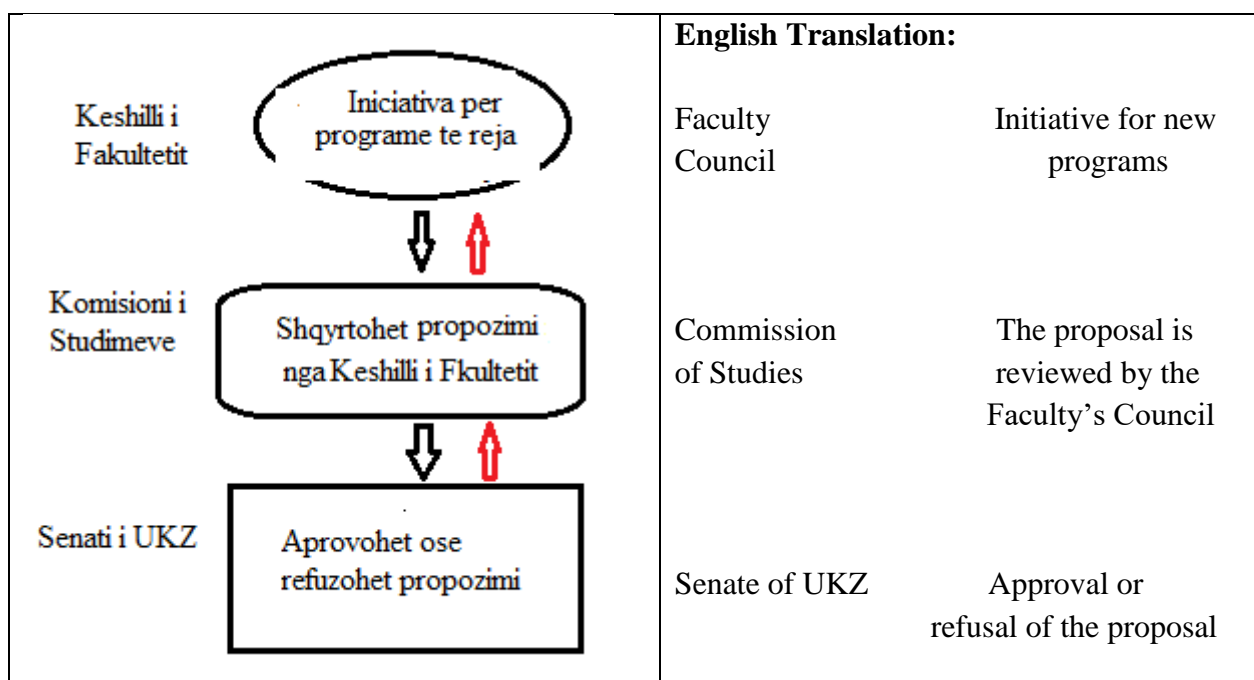 Keshilli i
Fakultetit
Iniciativa per
programe te reja
Komisioni i
Studimeve
Shqyrtohet propozimi
nga Keshilli i Fkultetit
Senati i UKZ
Aprovohet ose
refuzohet propozimi
English Translation:
Faculty
Council
Initiative for new
programs
Commission
of Studies
The proposal is
reviewed by the
Faculty’s Council
Senate of UKZ
Approval or
refusal of the proposal